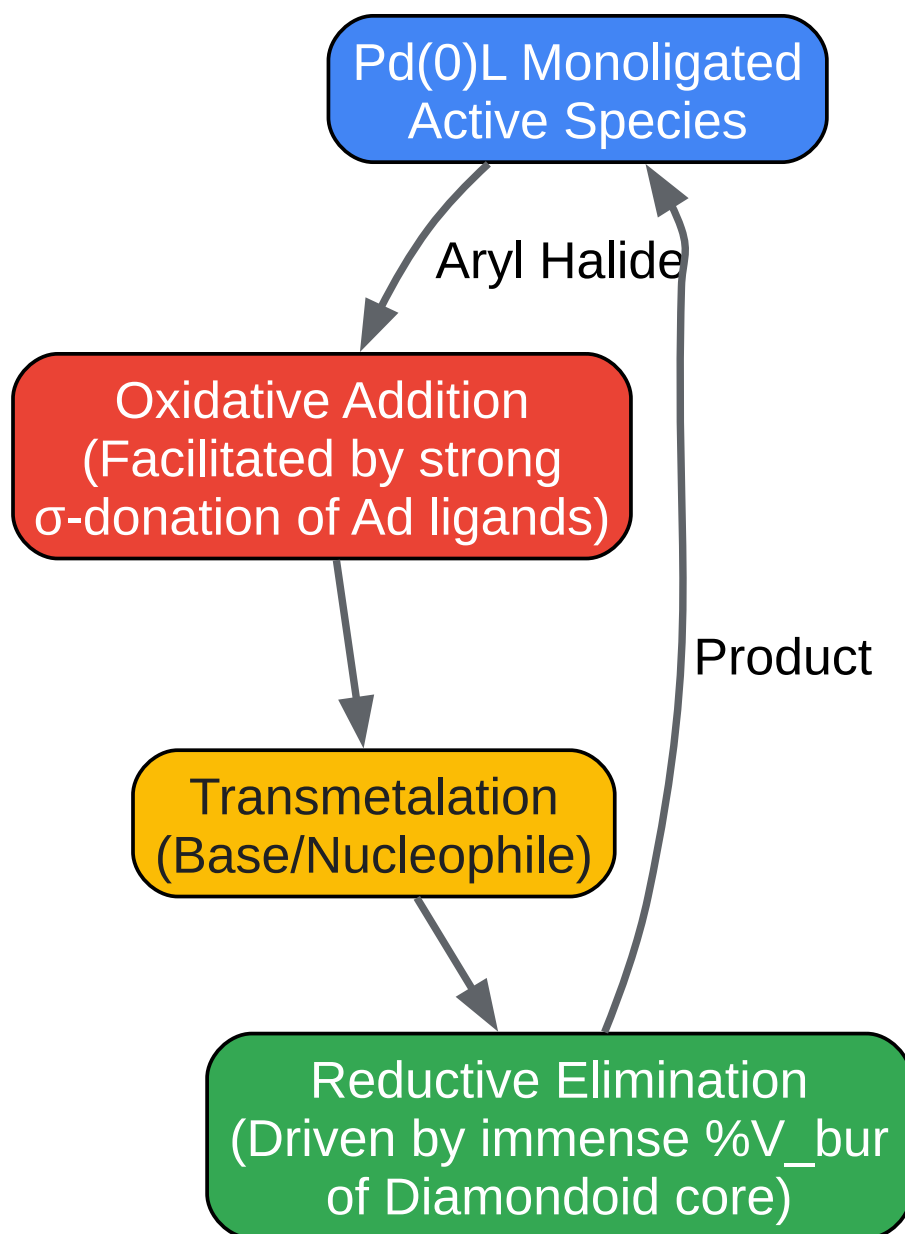 Pd(0)L Monoligated
Active Species
Aryl Halide
Oxidative Addition
(Facilitated by strong
σ-donation of Ad ligands)
Product
Transmetalation
(Base/Nucleophile)
Reductive Elimination
(Driven by immense %V_bur
of Diamondoid core)